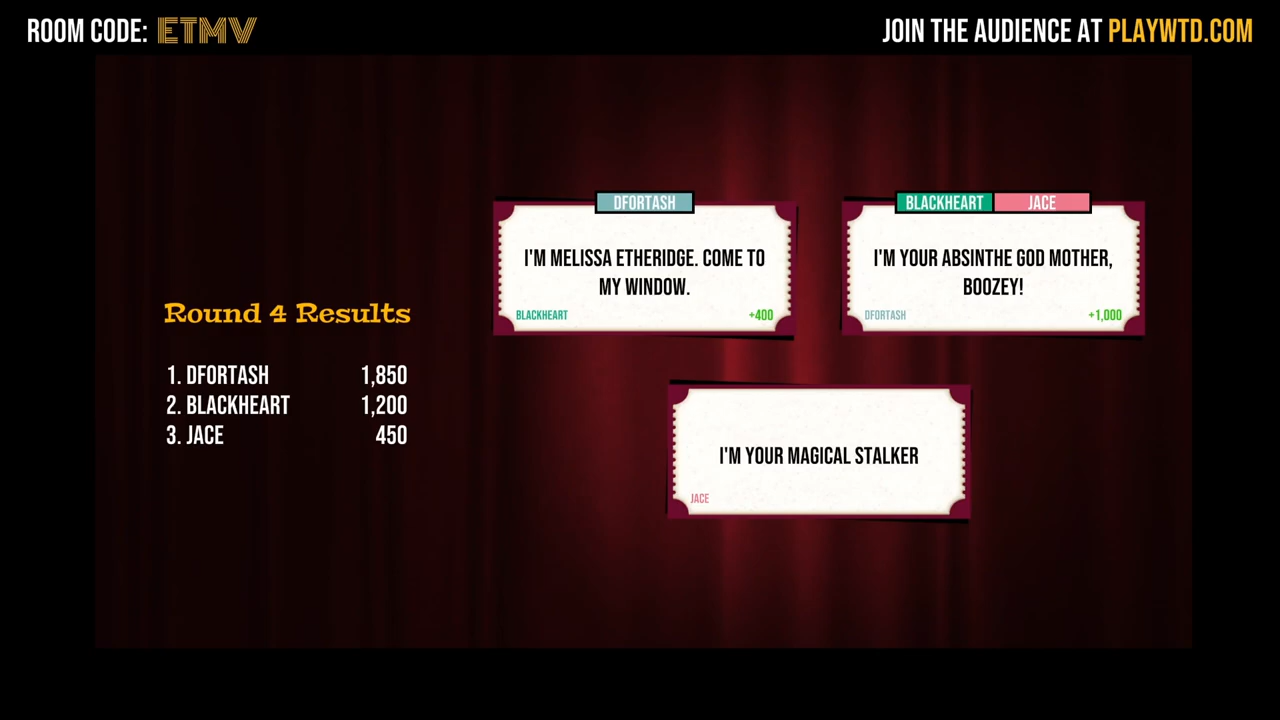 ROOM CODE: ETMV
JOIN THE AUDIENCE AT PLAYWTD.COM
Round 4 Results
1. DFORTASH 1,850
2. BLACKHEART 1,200
3. JACE 450
DFORTASH
I'M MELISSA ETHERIDGE. COME TO
MY WINDOW.
BLACKHEART +400
BLACKHEART JACE
I'M YOUR ABSINTHE GOD MOTHER,
BOOZEY!
DFORTASH +1,000
I'M YOUR MAGICAL STALKER
JACE